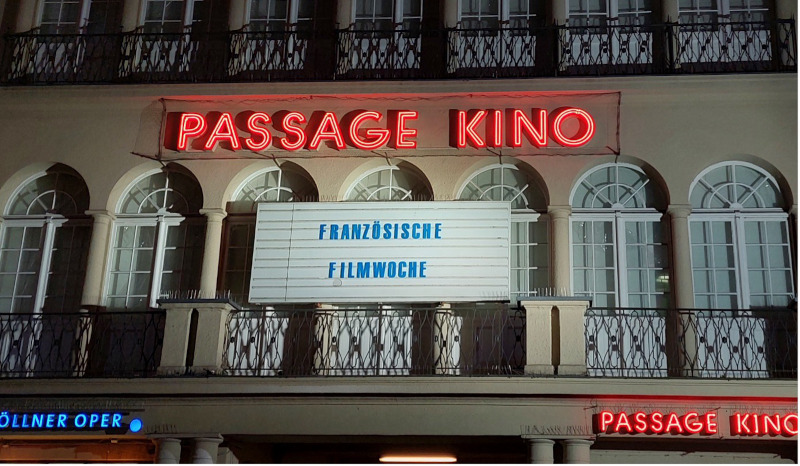 PASSAGE KINO
FRANZÖSISCHE
FILMWOCHE
ÖLLNER OPER
PASSAGE KINO